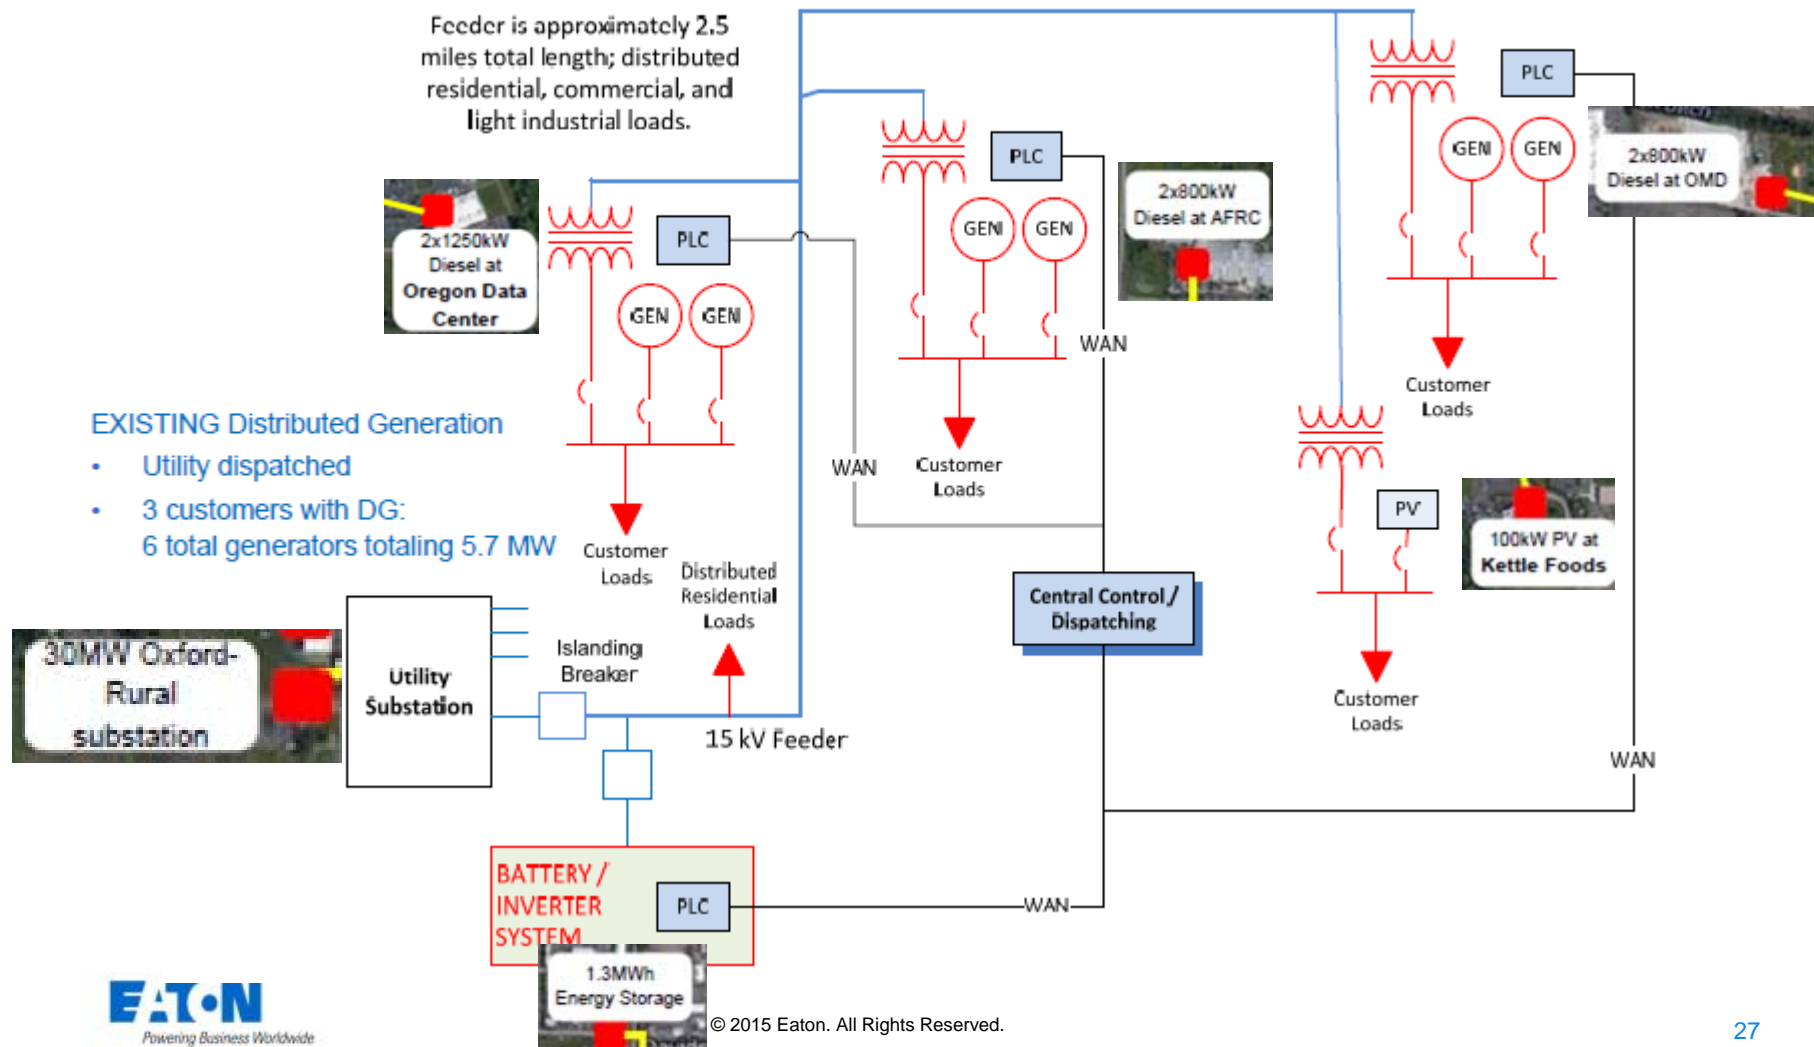 Feeder is approximately 2.5
miles total length; distributed
residential, commercial, and
light industrial loads.
PLC
GEN
GEN
2x800kW
Diesel at OMD
PLC
GEN
GEN
2x800kW
Diesel at AFRC
2x1250kW
Diesel at
Oregon Data
Center
PLC
GEN
GEN
WAN
Customer
Loads
EXISTING Distributed Generation
• Utility dispatched
• 3 customers with DG:
6 total generators totaling 5.7 MW
WAN
Customer
Loads
PV
100kW PV at
Kettle Foods
Customer
Loads
Distributed
Residential
Loads
Central Control /
Dispatching
30MW Oxford-
Rural
substation
Utility
Substation
Islanding
Breaker
15 kV Feeder
Customer
Loads
WAN
BATTERY /
INVERTER
SYSTEM
PLC
WAN
1.3MWh
Energy Storage
EATON
Powering Business Worldwide
© 2015 Eaton. All Rights Reserved.
27